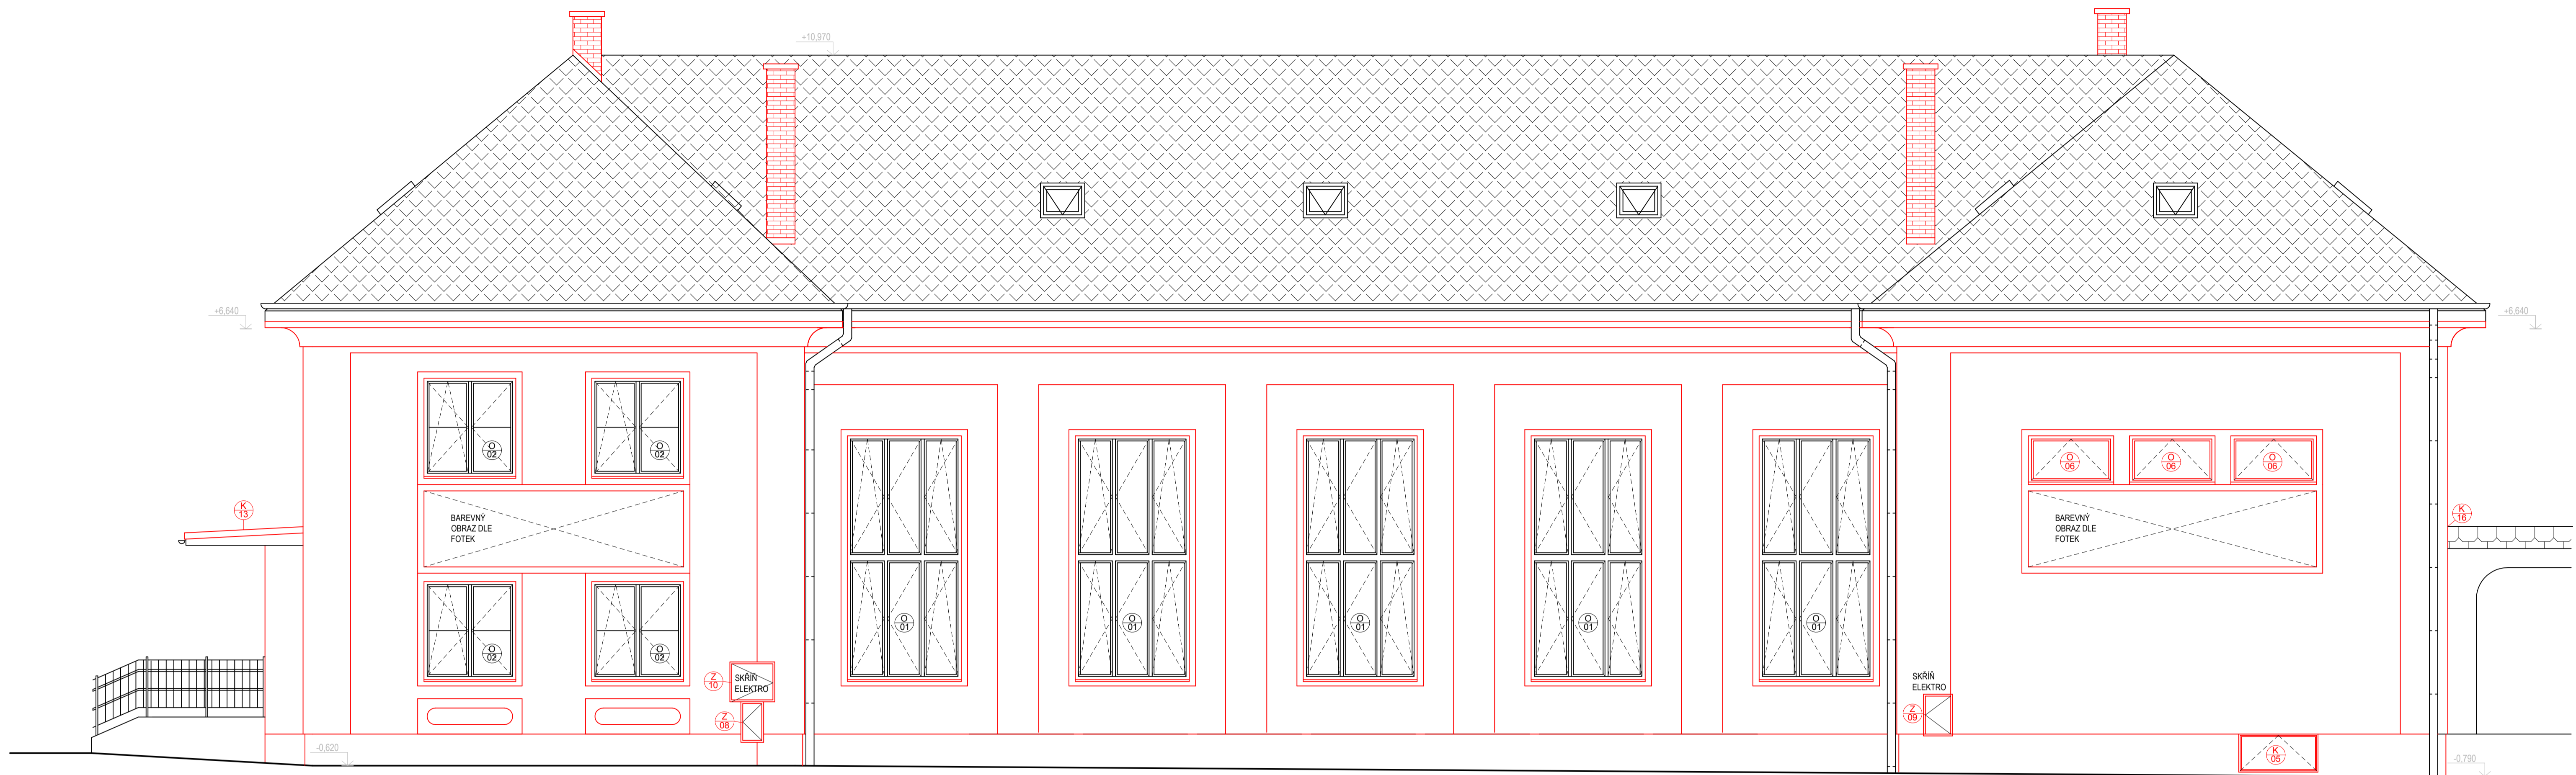 +10,970
+6,640
+6,640
O
02
O
02
O
06
O
06
O
06
K
13
BAREVNÝ
OBRAZ DLE
FOTEK
BAREVNÝ
OBRAZ DLE
FOTEK
K
16
O
01
O
01
O
01
O
01
O
01
O
02
O
02
Z
10
SKŘÍŇ
ELEKTRO
SKŘÍŇ
ELEKTRO
Z
08
Z
09
-0,620
K
05
-0,790